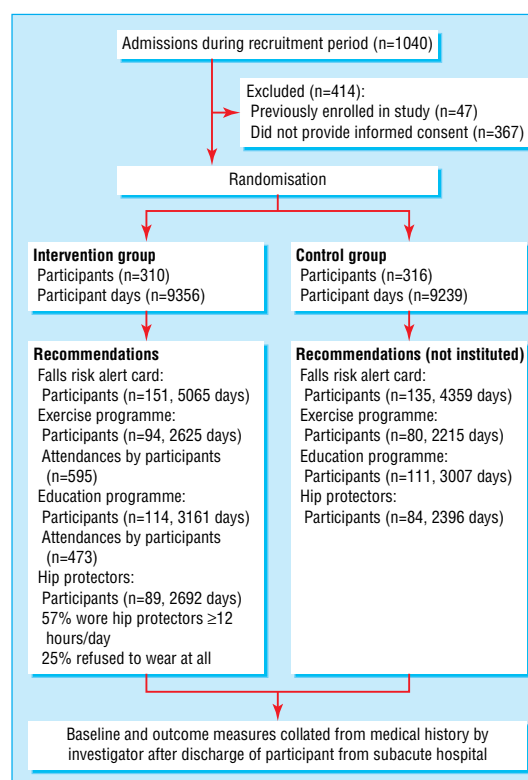 Admissions during recruitment period (n=1040)
Excluded (n=414):
Previously enrolled in study (n=47)
Did not provide informed consent (n=367)
Randomisation
Intervention group
Participants (n=310)
Participant days (n=9356)
Control group
Participants (n=316)
Participant days (n=9239)
Recommendations
Falls risk alert card:
Participants (n=151, 5065 days)
Exercise programme:
Participants (n=94, 2625 days)
Attendances by participants
(n=595)
Education programme:
Participants (n=114, 3161 days)
Attendances by participants
(n=473)
Hip protectors:
Participants (n=89, 2692 days)
57% wore hip protectors ≥12
hours/day
25% refused to wear at all
Recommendations (not instituted)
Falls risk alert card:
Participants (n=135, 4359 days)
Exercise programme:
Participants (n=80, 2215 days)
Education programme:
Participants (n=111, 3007 days)
Hip protectors:
Participants (n=84, 2396 days)
Baseline and outcome measures collated from medical history by
investigator after discharge of participant from subacute hospital